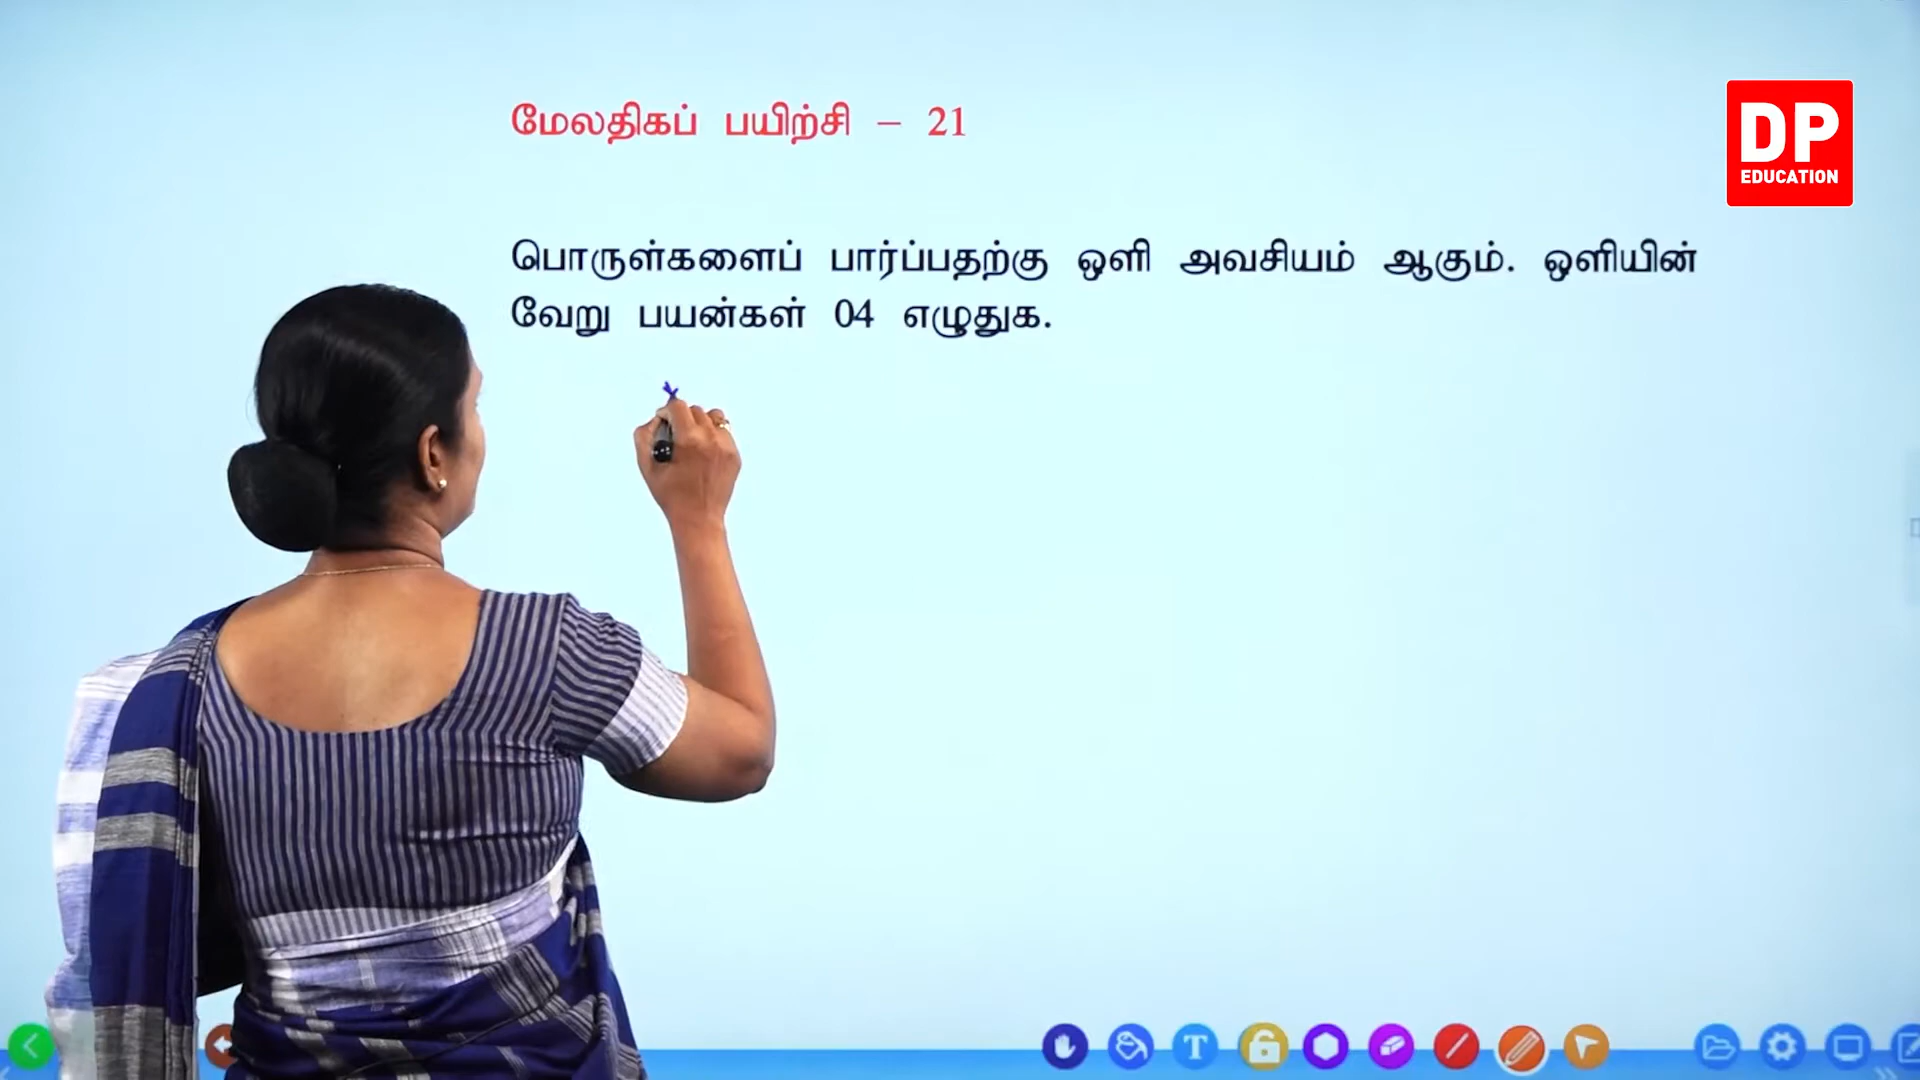 மேலதிகப் பயிற்சி – 21
DP
EDUCATION
பொருள்களைப் பார்ப்பதற்கு ஒளி அவசியம் ஆகும். ஒளியின்
வேறு பயன்கள் 04 எழுதுக.
T